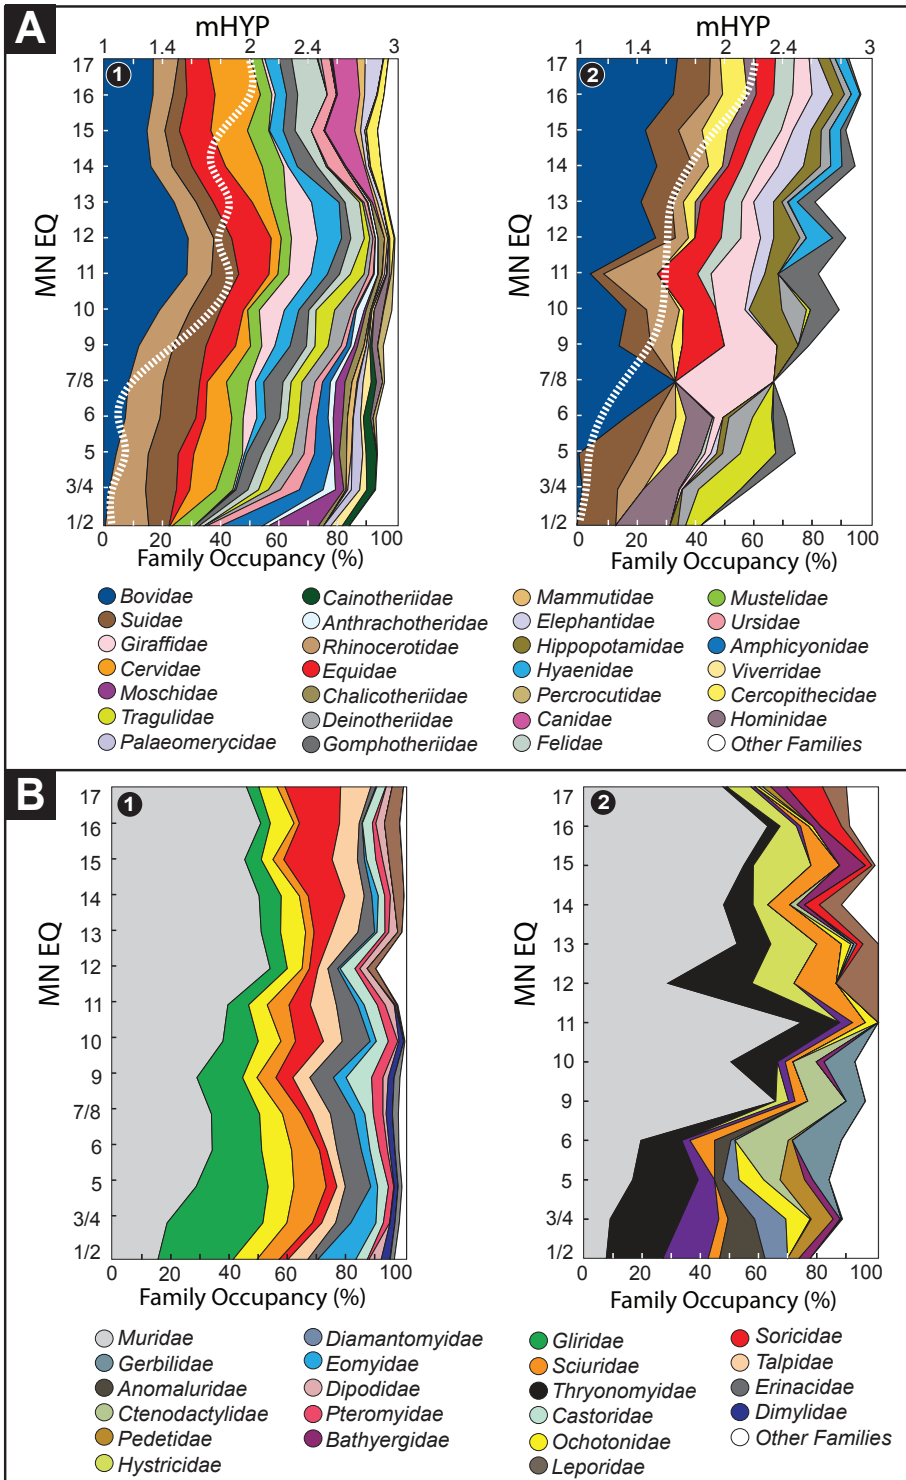 A
mHYP
mHYP
1 1.4 2 2.4 3
1 1.4 2 2.4 3
1
2
MN EQ
17
16
15
14
13
12
11
10
9
7/8
6
5
3/4
1/2
0 20 40 60 80 100
Family Occupancy (%)
MN EQ
17
16
15
14
13
12
11
10
9
7/8
6
5
3/4
1/2
0 20 40 60 80 100
Family Occupancy (%)
Bovidae
Suidae
Giraffidae
Cervidae
Moschidae
Tragulidae
Palaeomerycidae
Cainotheriidae
Anthrachotheridae
Rhinocerotidae
Equidae
Chalicotheriidae
Deinotheriidae
Gomphotheriidae
Mammutidae
Elephantidae
Hippopotamidae
Hyaenidae
Percrocutidae
Canidae
Felidae
Mustelidae
Ursidae
Amphicyonidae
Viverridae
Cercopithecidae
Hominidae
Other Families
B
1
2
MN EQ
17
16
15
14
13
12
11
10
9
7/8
6
5
3/4
1/2
0 20 40 60 80 100
Family Occupancy (%)
MN EQ
17
16
15
14
13
12
11
10
9
6
5
3/4
1/2
0 20 40 60 80 100
Family Occupancy (%)
Muridae
Gerbilidae
Anomaluridae
Ctenodactylidae
Pedetidae
Hystricidae
Diamantomyidae
Eomyidae
Dipodidae
Pteromyidae
Bathyergidae
Gliridae
Sciuridae
Thryonomyidae
Castoridae
Ochotonidae
Leporidae
Soricidae
Talpidae
Erinacidae
Dimylidae
Other Families